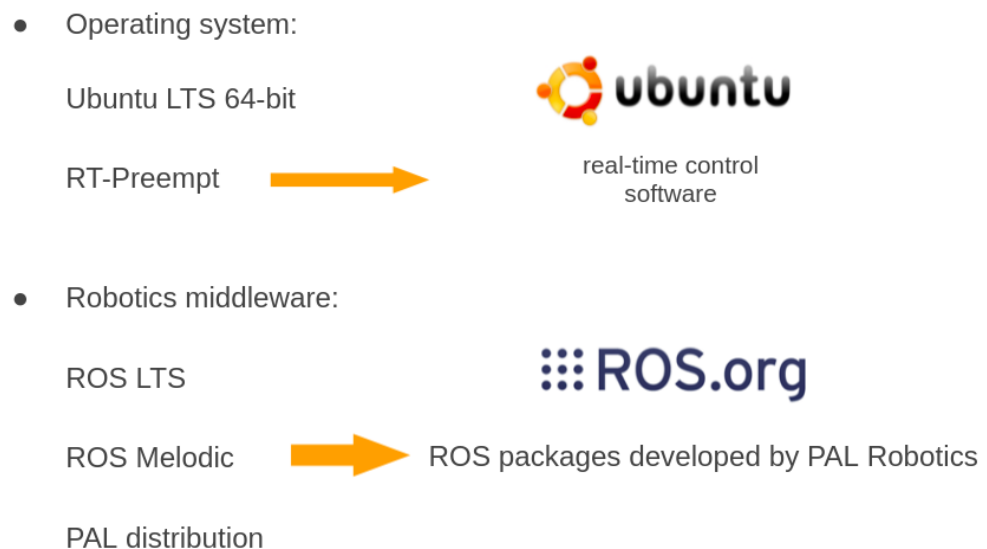 ● Operating system:
Ubuntu LTS 64-bit
ubuntu
RT-Preempt
real-time control
software
● Robotics middleware:
ROS LTS
ROS.org
ROS Melodic
ROS packages developed by PAL Robotics
PAL distribution